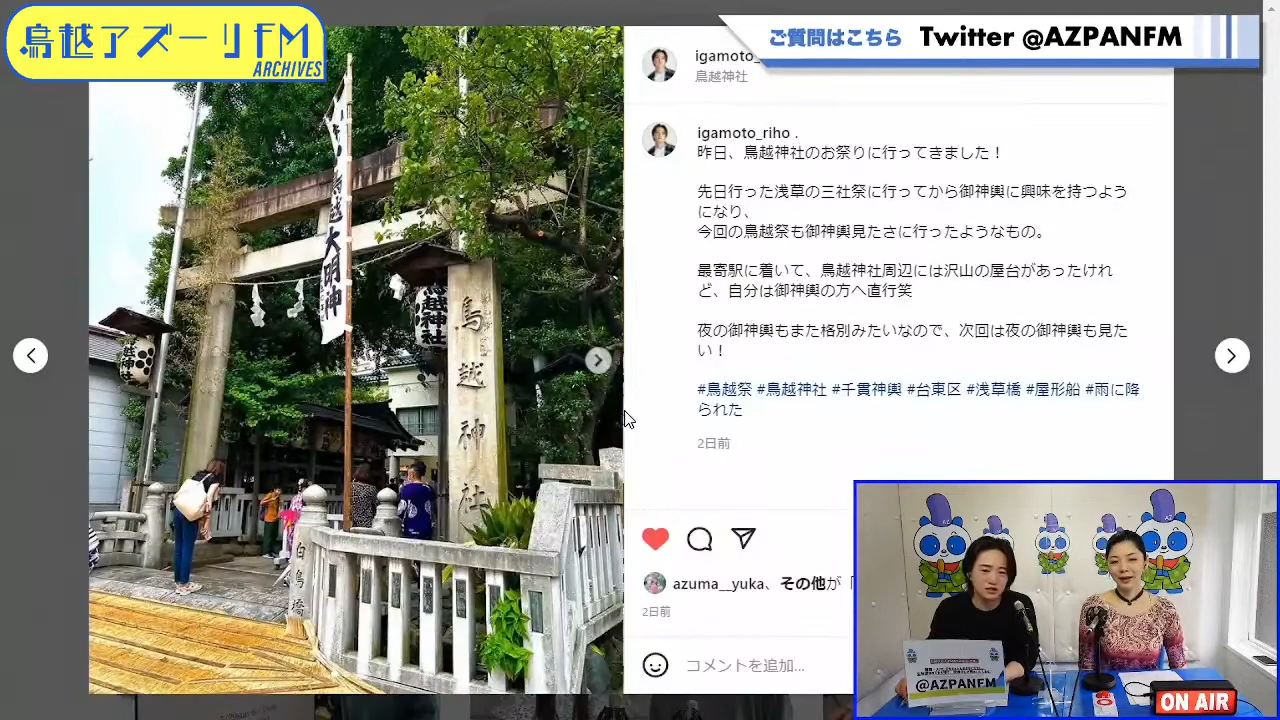 鳥越アズーリFM
ARCHIVES
ご質問はこちら Twitter @AZPANFM
igamoto_
鳥越神社
igamoto_riho .
昨日、鳥越神社のお祭りに行ってきました！
先日行った浅草の三社祭に行ってから御神輿に興味を持つよう
になり、
今回の鳥越祭も御神輿見たさに行ったようなもの。
最寄駅に着いて、鳥越神社周辺には沢山の屋台があったけれ
ど、自分は御神輿の方へ直行笑
夜の御神輿もまた格別みたいなので、次回は夜の御神輿も見た
い！
#鳥越祭 #鳥越神社 #千貫神輿 #台東区 #浅草橋 #屋形船 #雨に降
られた
2日前
azuma__yuka、その他が「
2日前
コメントを追加...
大明神
鳥越神社
鳥越神社
白鳥橋
@AZPANFM
ON AIR